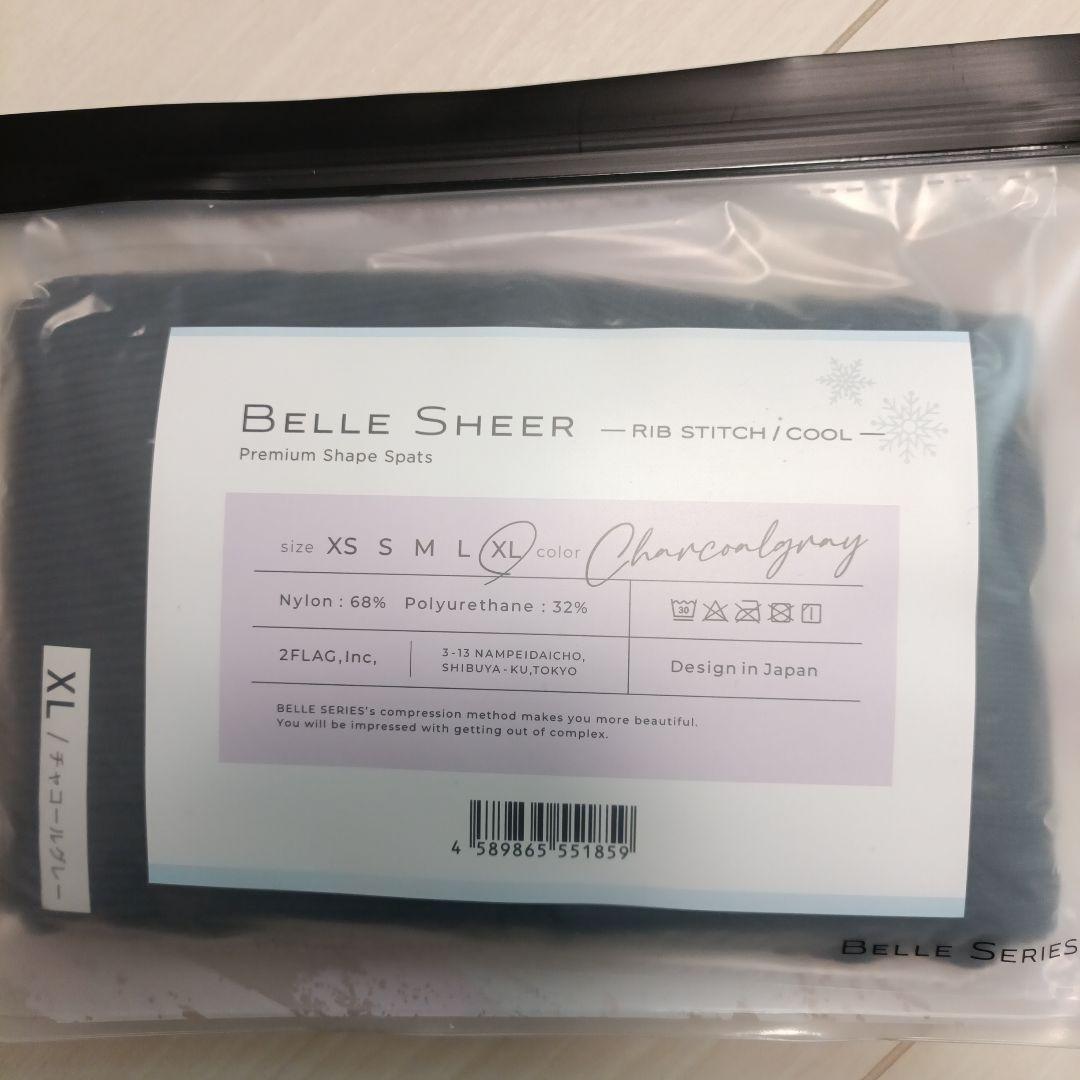 BELLE SHEER —RIB STITCH / COOL—
Premium Shape Spats
size XS S M L XL color Charcoalgray
Nylon : 68% Polyurethane : 32%
30
2FLAG,Inc,
3-13 NAMPEIDAICHO,
SHIBUYA-KU,TOKYO
Design in Japan
BELLE SERIES's compression method makes you more beautiful.
You will be impressed with getting out of complex.
4 589865 551859
XL / チャコールグレー
BELLE SERIES